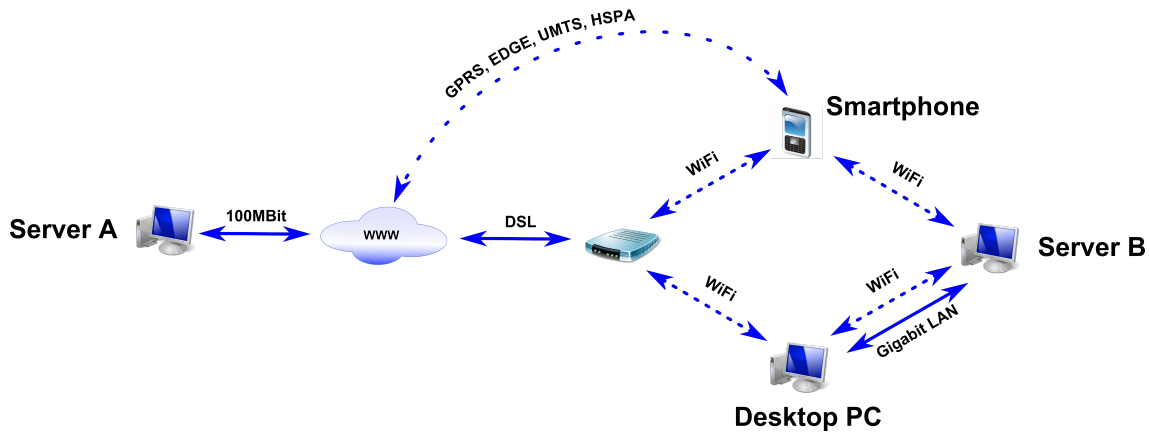 GPRS, EDGE, UMTS, HSPA
Smartphone
WiFi
WiFi
Server A
100MBit
WWW
DSL
Server B
WiFi
WiFi
Gigabit LAN
Desktop PC